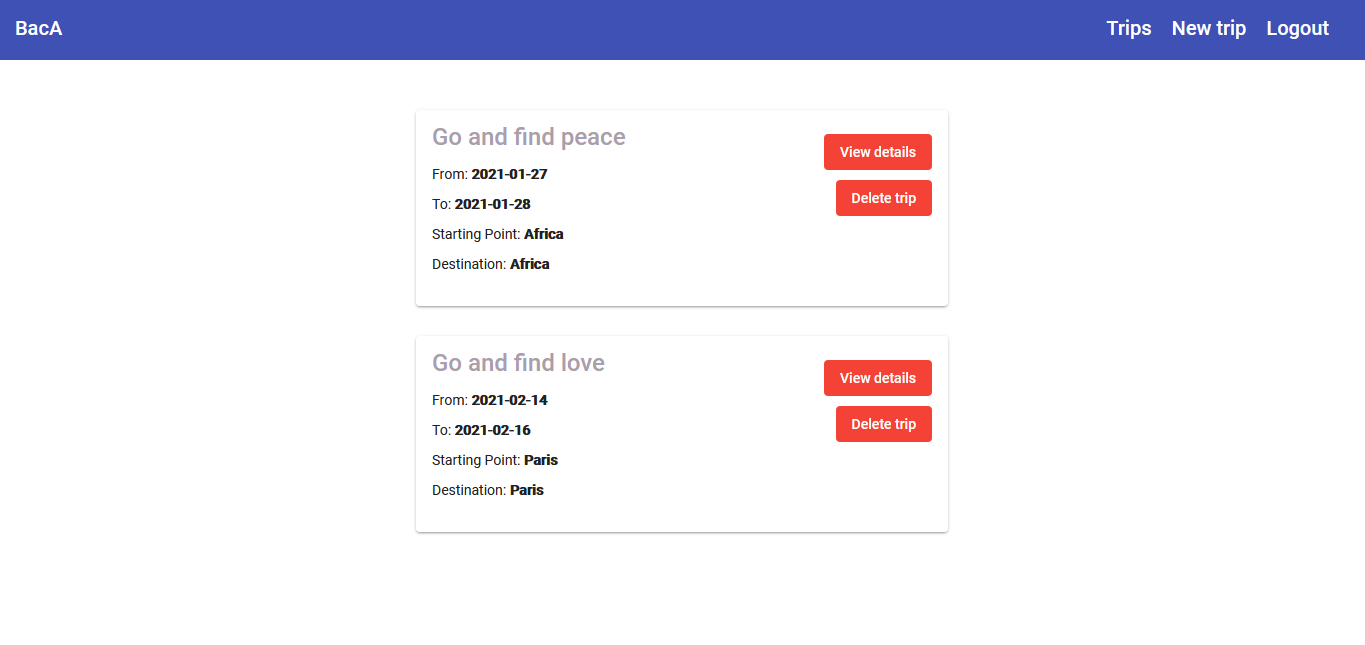 BacA
Trips New trip Logout
Go and find peace
View details
From: 2021-01-27
Delete trip
To: 2021-01-28
Starting Point: Africa
Destination: Africa
Go and find love
View details
From: 2021-02-14
Delete trip
To: 2021-02-16
Starting Point: Paris
Destination: Paris